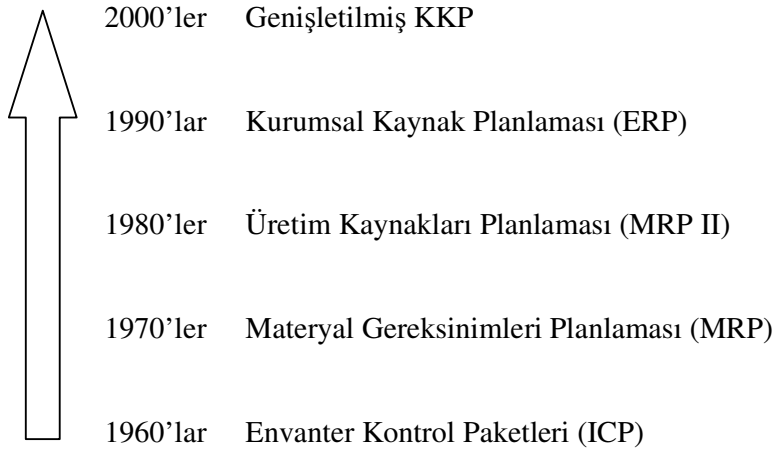 2000’ler Genişletilmiş KKP
1990’lar Kurumsal Kaynak Planlaması (ERP)
1980’ler Üretim Kaynakları Planlaması (MRP II)
1970’ler Materyal Gereksinimleri Planlaması (MRP)
1960’lar Envanter Kontrol Paketleri (ICP)